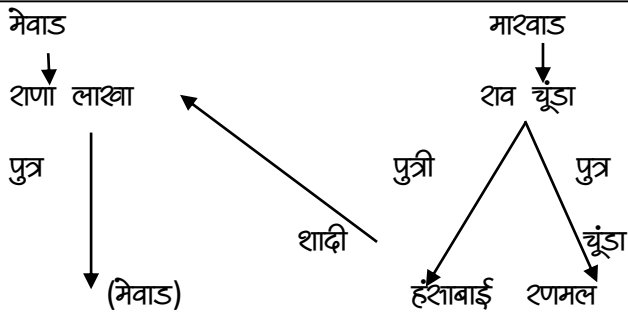 मेवाड मारवाड
राणा लाखा राव चूंडा
पुत्र पुत्री पुत्र
शादी चूंडा
(मेवाड) हंसाबाई रणमल